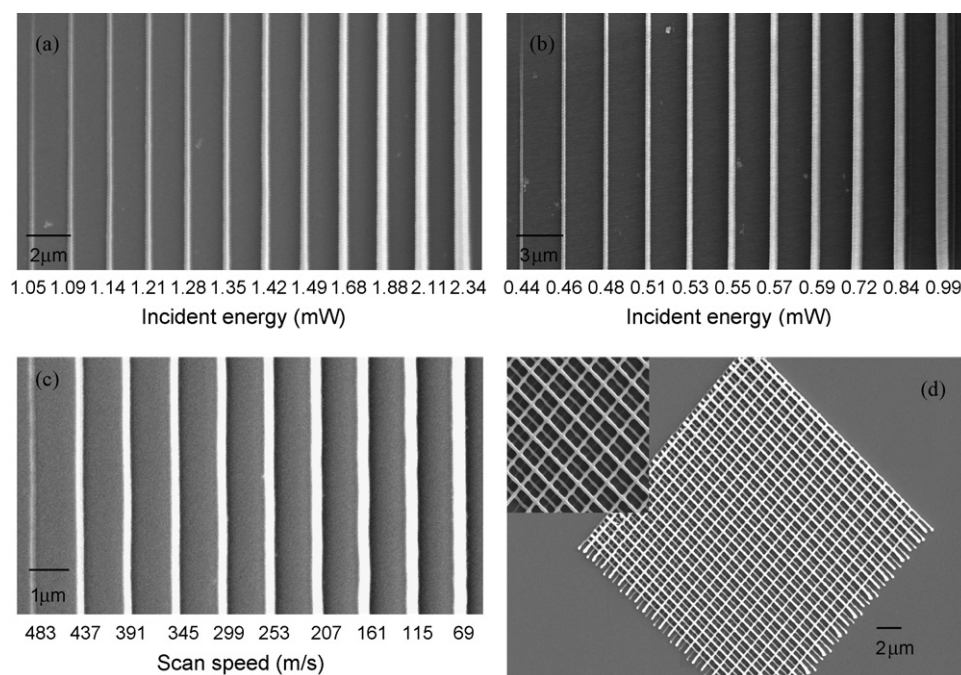 (a)
2μm
1.05 1.09 1.14 1.21 1.28 1.35 1.42 1.49 1.68 1.88 2.11 2.34
Incident energy (mW)
(b)
3μm
0.44 0.46 0.48 0.51 0.53 0.55 0.57 0.59 0.72 0.84 0.99
Incident energy (mW)
(c)
1μm
483 437 391 345 299 253 207 161 115 69
Scan speed (m/s)
(d)
2μm